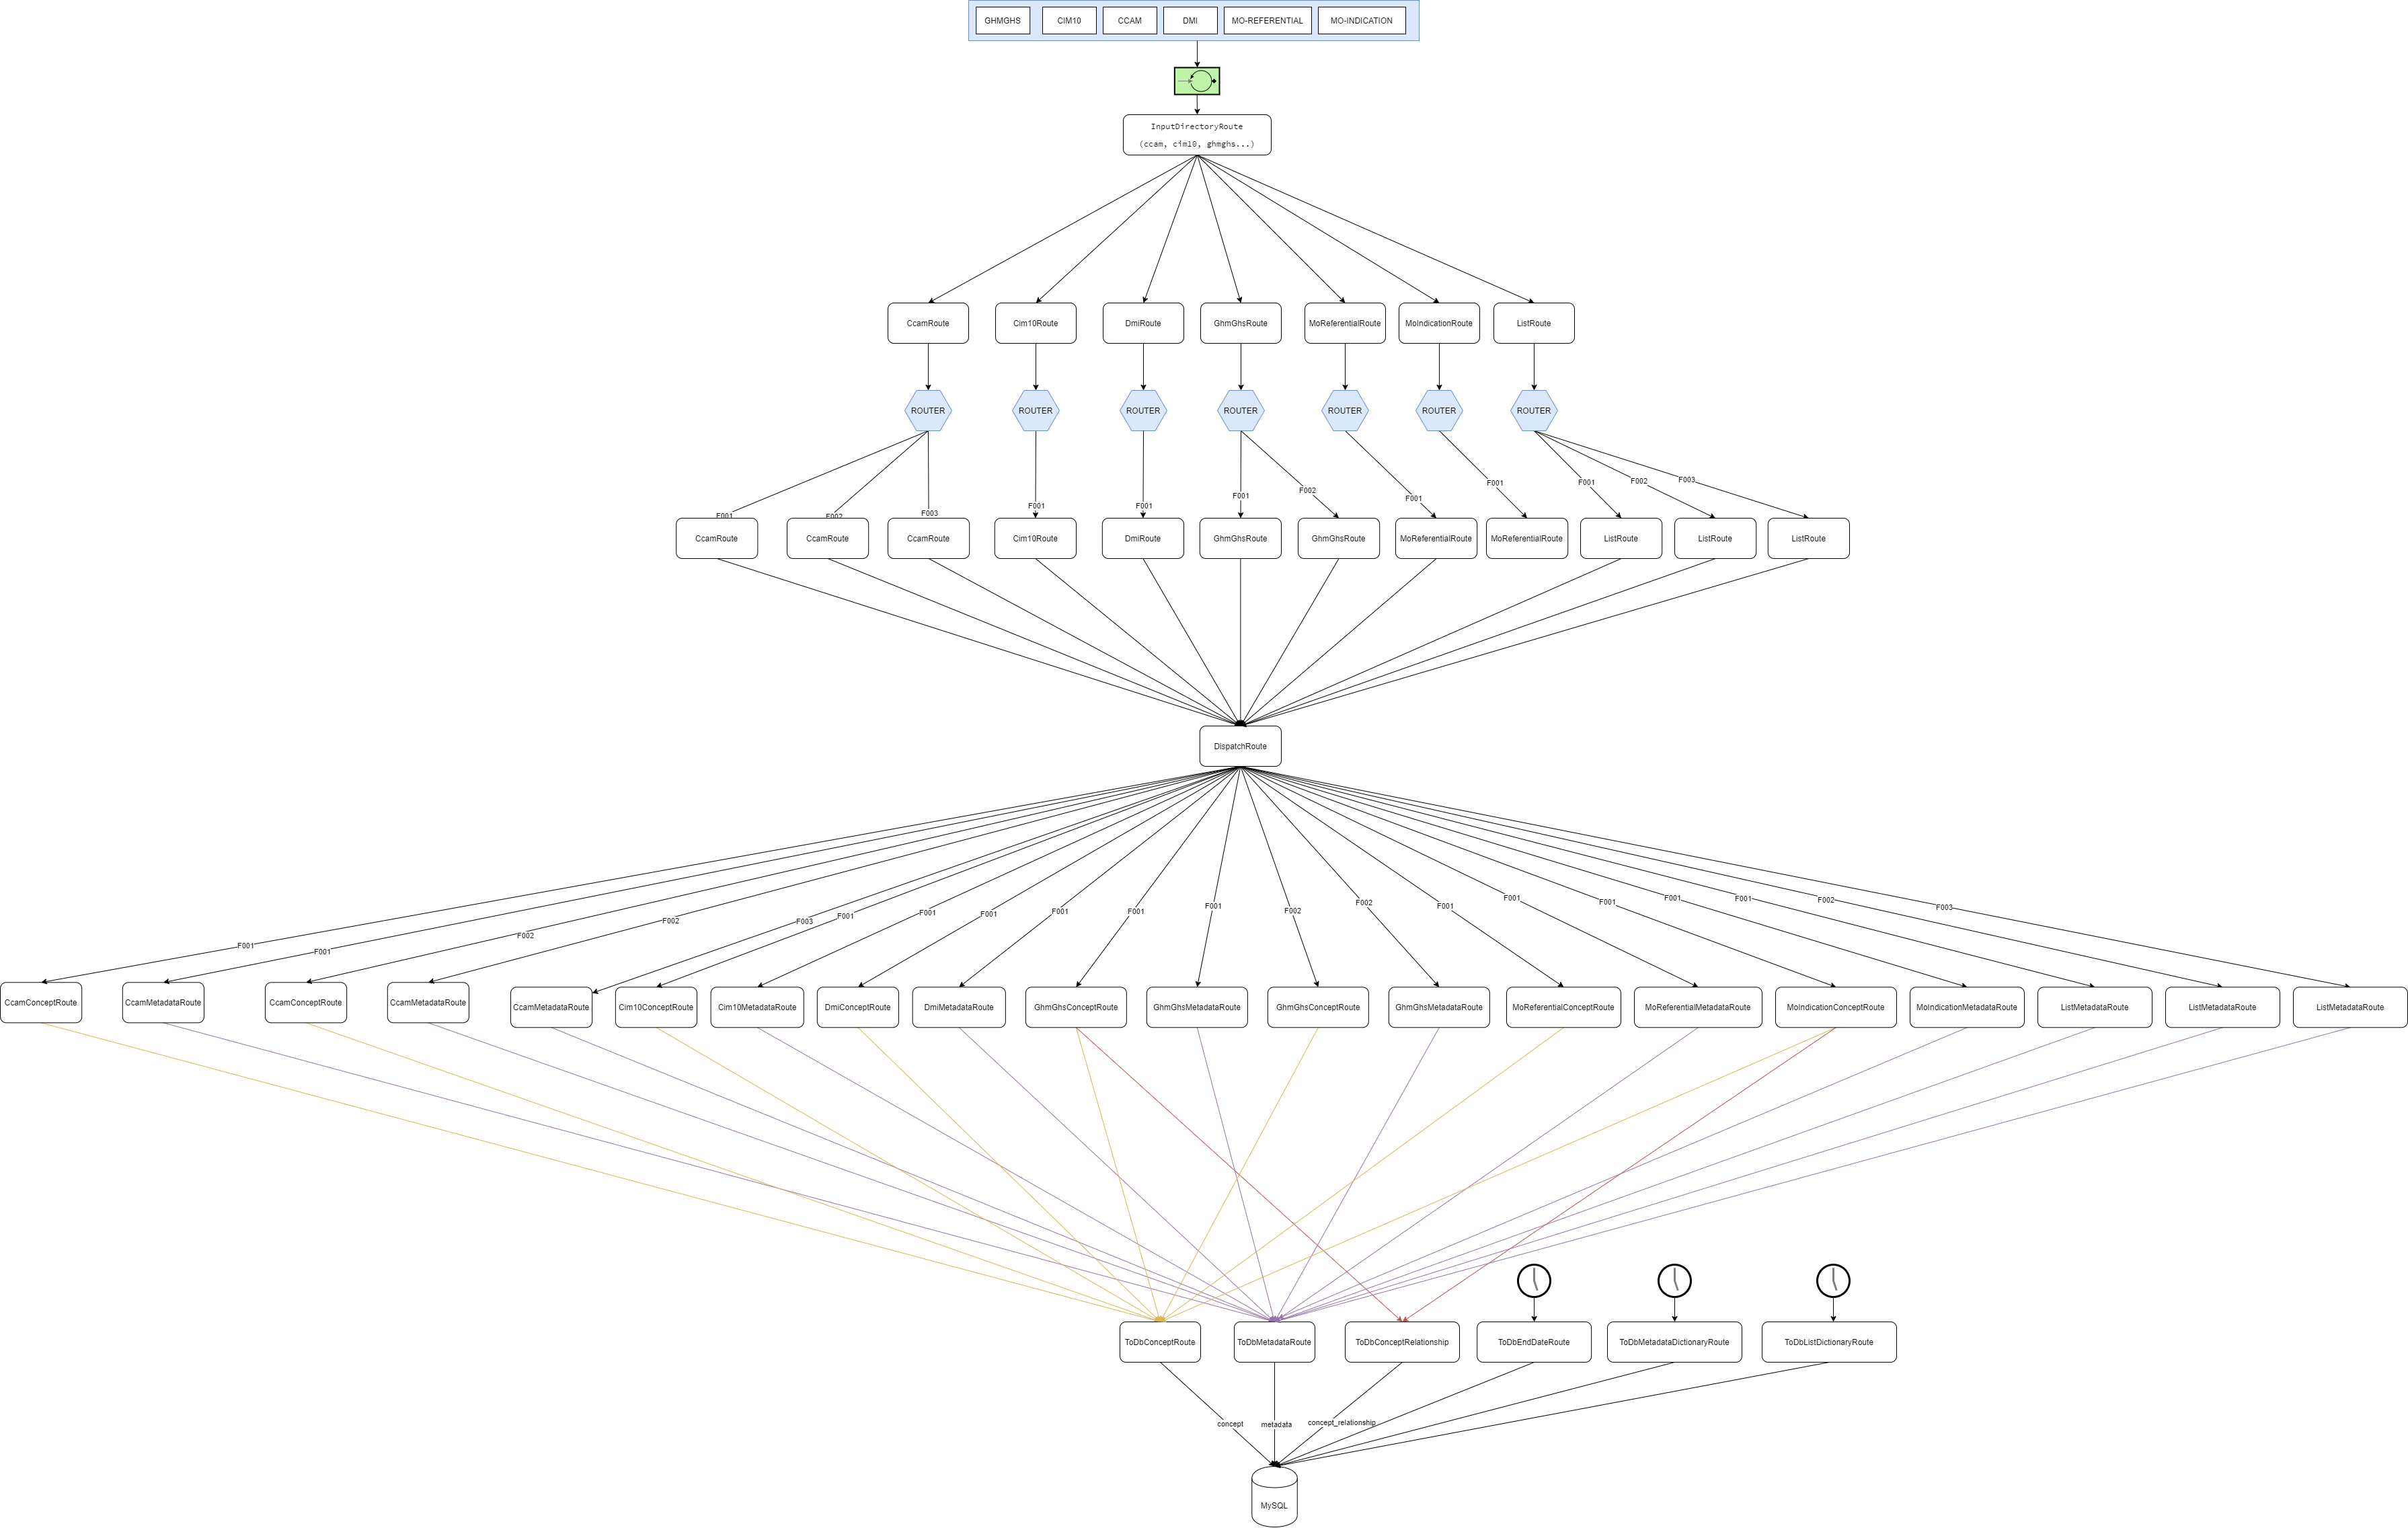 GHMGHS
CIM10
CCAM
DMI
MO-REFERENTIAL
MO-INDICATION
InputDirectoryRoute
(ccam, cim10, ghmghs...)
CcamRoute
Cim10Route
DmiRoute
GhmGhsRoute
MoReferentialRoute
MoIndicationRoute
ListRoute
ROUTER
ROUTER
ROUTER
ROUTER
ROUTER
ROUTER
ROUTER
F001
F002
F003
F001
F001
F001
F002
F001
F001
F001
F002
F003
CcamRoute
CcamRoute
CcamRoute
Cim10Route
DmiRoute
GhmGhsRoute
GhmGhsRoute
MoReferentialRoute
MoReferentialRoute
ListRoute
ListRoute
ListRoute
DispatchRoute
F001
F001
F002
F002
F003
F001
F001
F001
F001
F001
F001
F002
F002
F001
F001
F001
F001
F001
F002
F003
CcamConceptRoute
CcamMetadataRoute
CcamConceptRoute
CcamMetadataRoute
CcamMetadataRoute
Cim10ConceptRoute
Cim10MetadataRoute
DmiConceptRoute
DmiMetadataRoute
GhmGhsConceptRoute
GhmGhsMetadataRoute
GhmGhsConceptRoute
GhmGhsMetadataRoute
MoReferentialConceptRoute
MoReferentialMetadataRoute
MoIndicationConceptRoute
MoIndicationMetadataRoute
ListMetadataRoute
ListMetadataRoute
ListMetadataRoute
ToDbConceptRoute
ToDbMetadataRoute
ToDbConceptRelationship
ToDbEndDateRoute
ToDbMetadataDictionaryRoute
ToDbListDictionaryRoute
concept
metadata
concept_relationship
MySQL